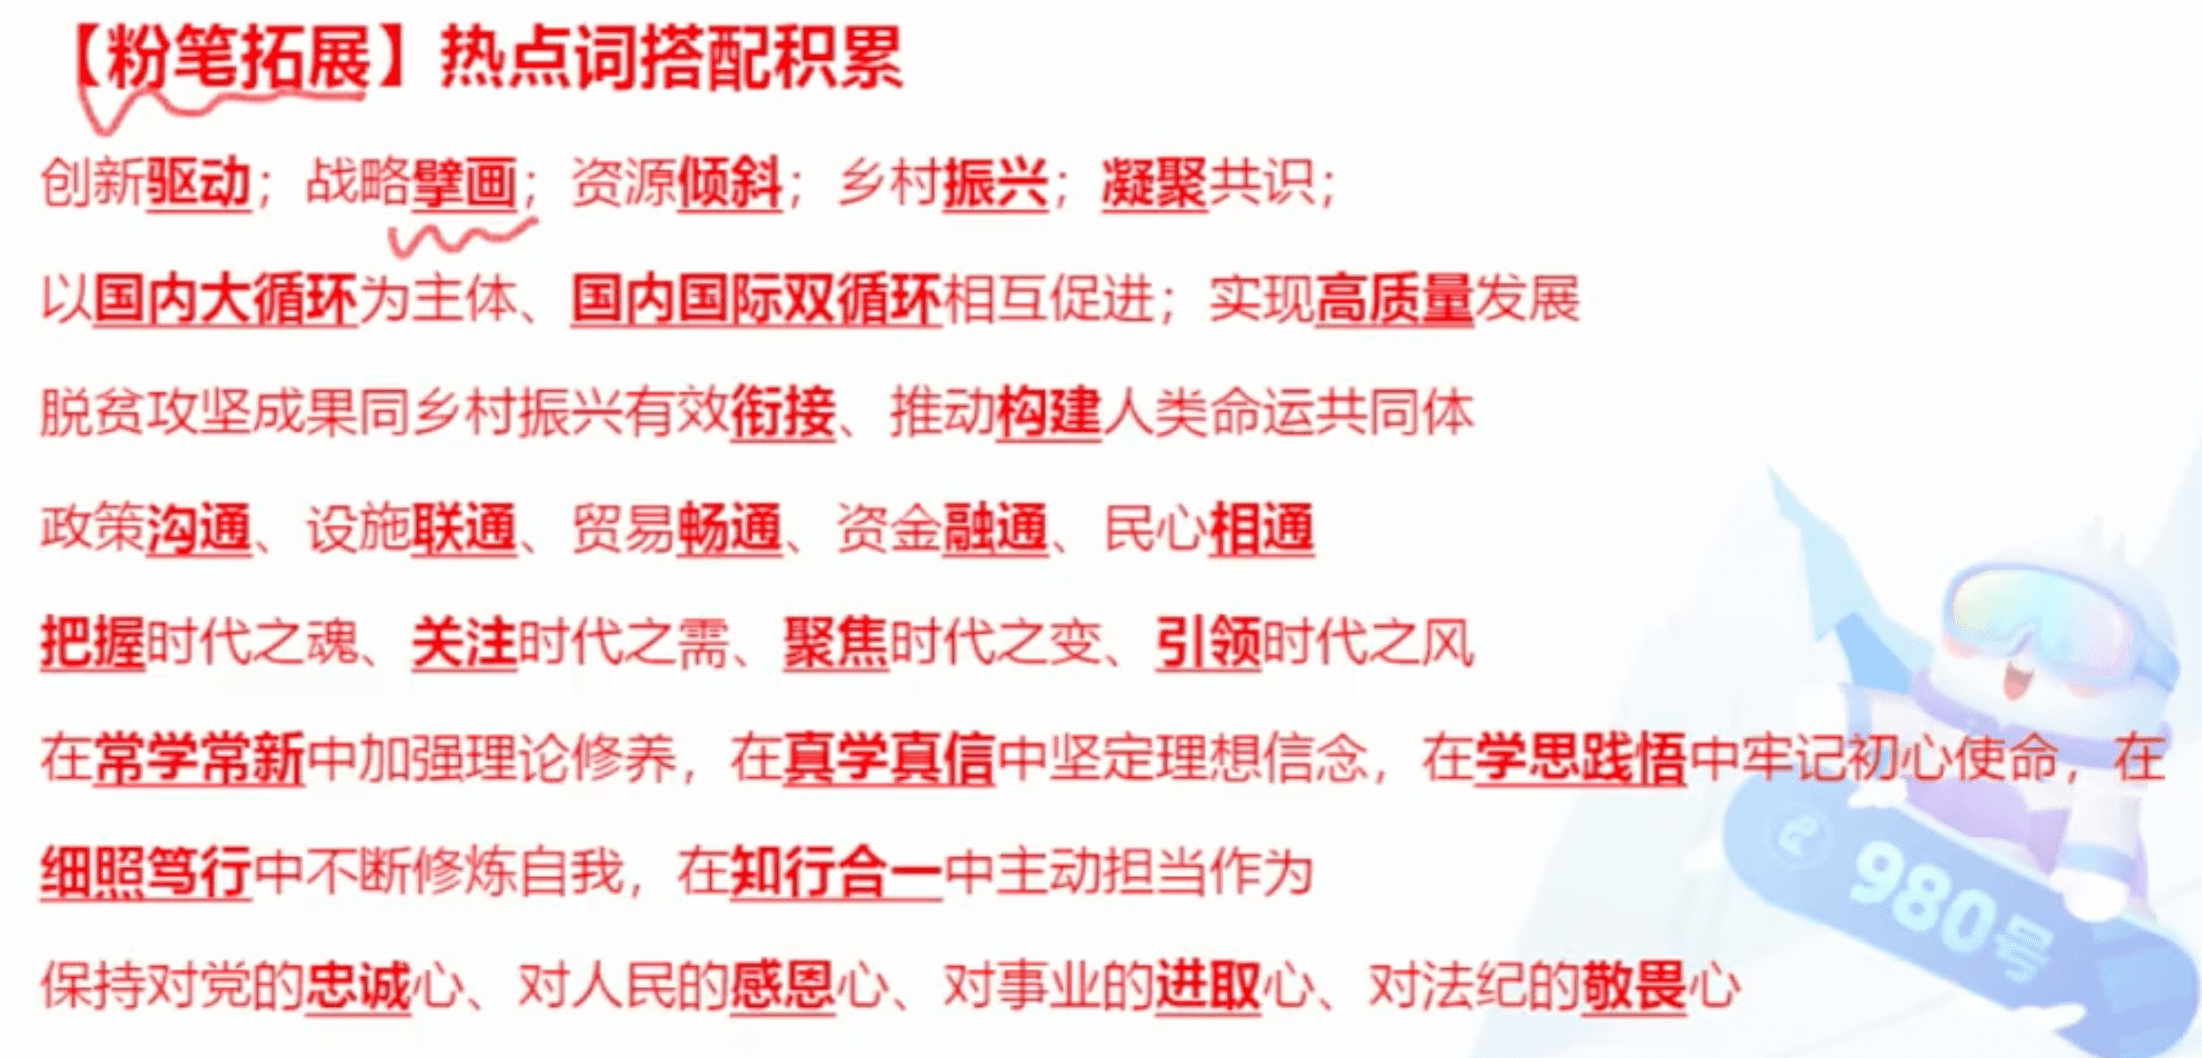 【粉笔拓展】热点词搭配积累
创新驱动；战略擘画；资源倾斜；乡村振兴；凝聚共识；
以国内大循环为主体、国内国际双循环相互促进；实现高质量发展
脱贫攻坚成果同乡村振兴有效衔接、推动构建人类命运共同体
政策沟通、设施联通、贸易畅通、资金融通、民心相通
把握时代之魂、关注时代之需、聚焦时代之变、引领时代之风
在常学常新中加强理论修养，在真学真信中坚定理想信念，在学思践悟中牢记初心使命，在
细照笃行中不断修炼自我，在知行合一中主动担当作为
保持对党的忠诚心、对人民的感恩心、对事业的进取心、对法纪的敬畏心
980号